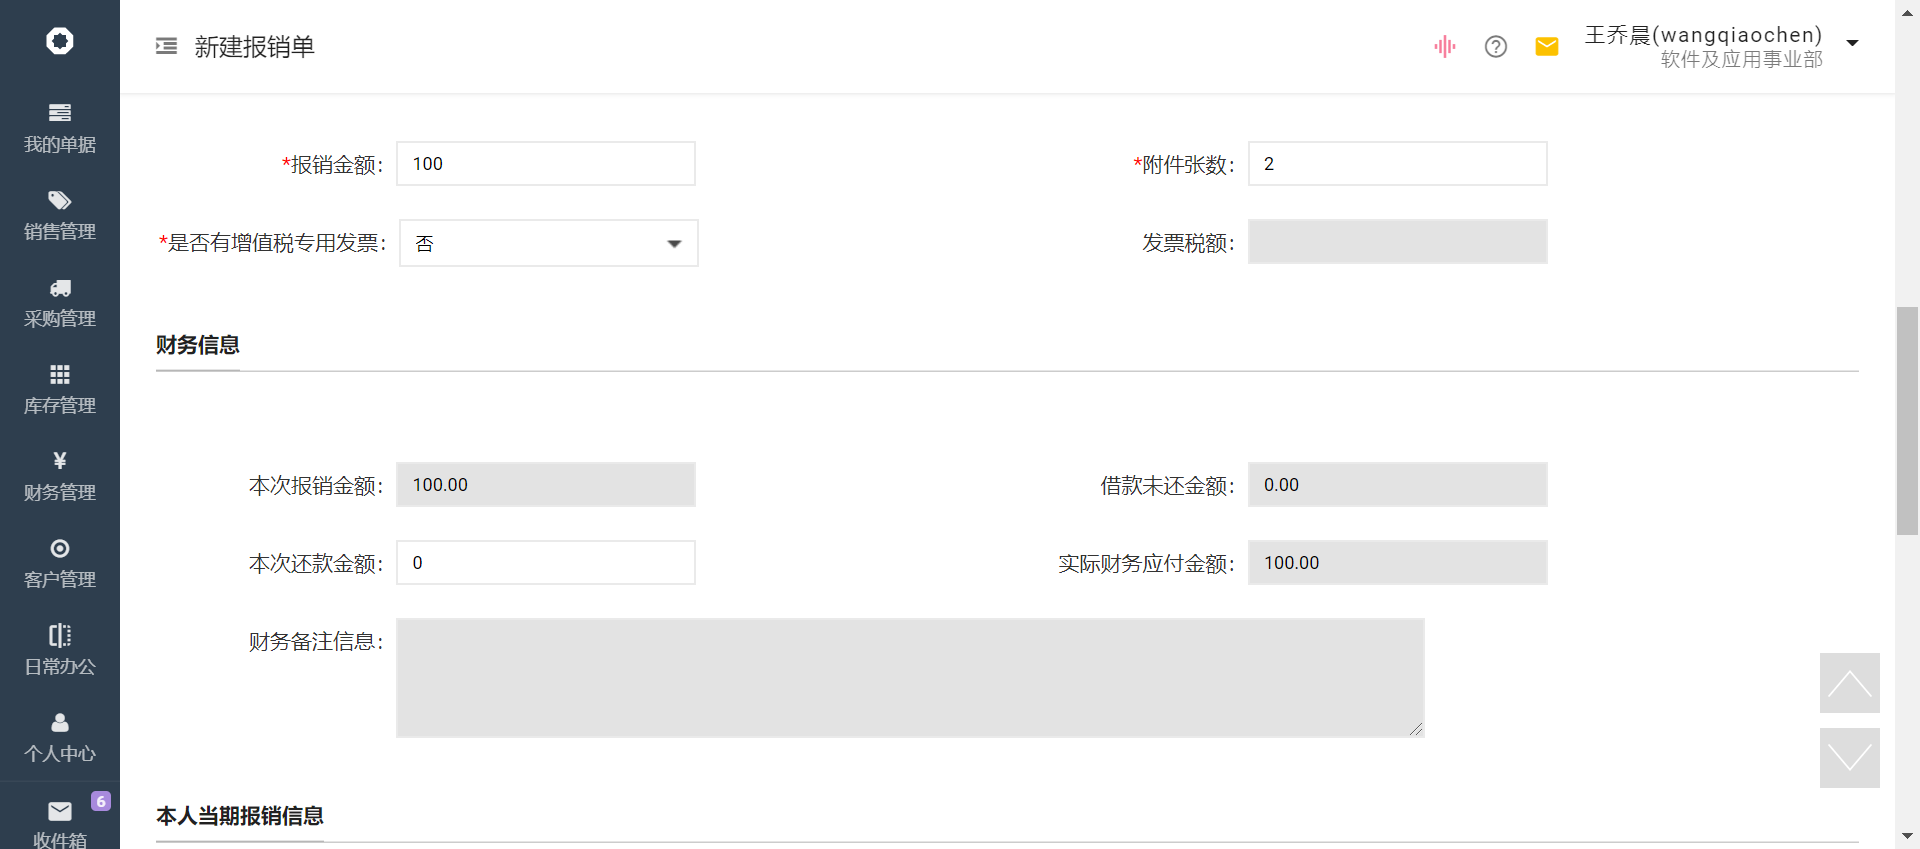 新建报销单
王乔晨(wangqiaochen)
软件及应用事业部
我的单据
销售管理
采购管理
库存管理
¥
财务管理
客户管理
日常办公
个人中心
6
收件箱
*报销金额: 100
*附件张数: 2
*是否有增值税专用发票: 否
发票税额:
财务信息
本次报销金额: 100.00
借款未还金额: 0.00
本次还款金额: 0
实际财务应付金额: 100.00
财务备注信息:
本人当期报销信息